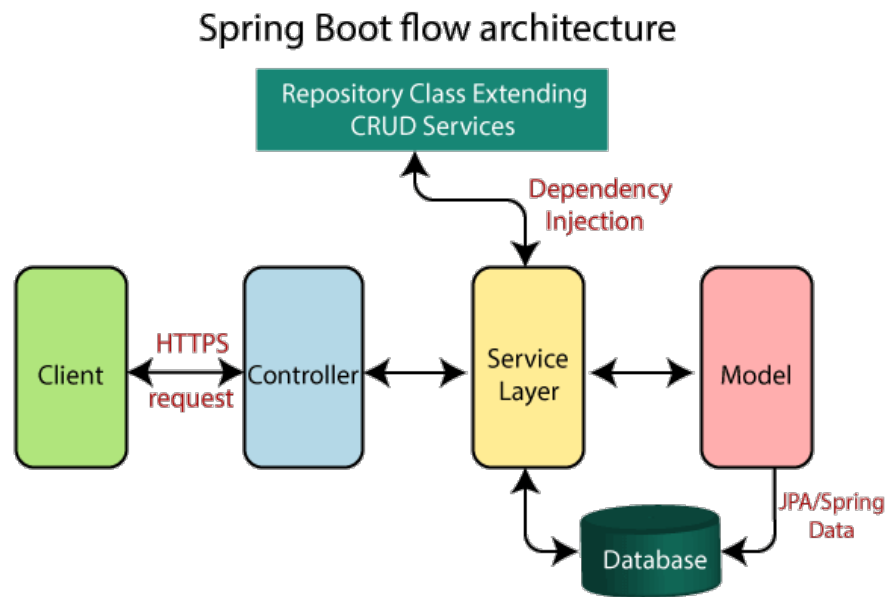 Spring Boot flow architecture
Repository Class Extending
CRUD Services
Dependency
Injection
HTTPS
request
Client
Controller
Service
Layer
Model
JPA/Spring
Data
Database